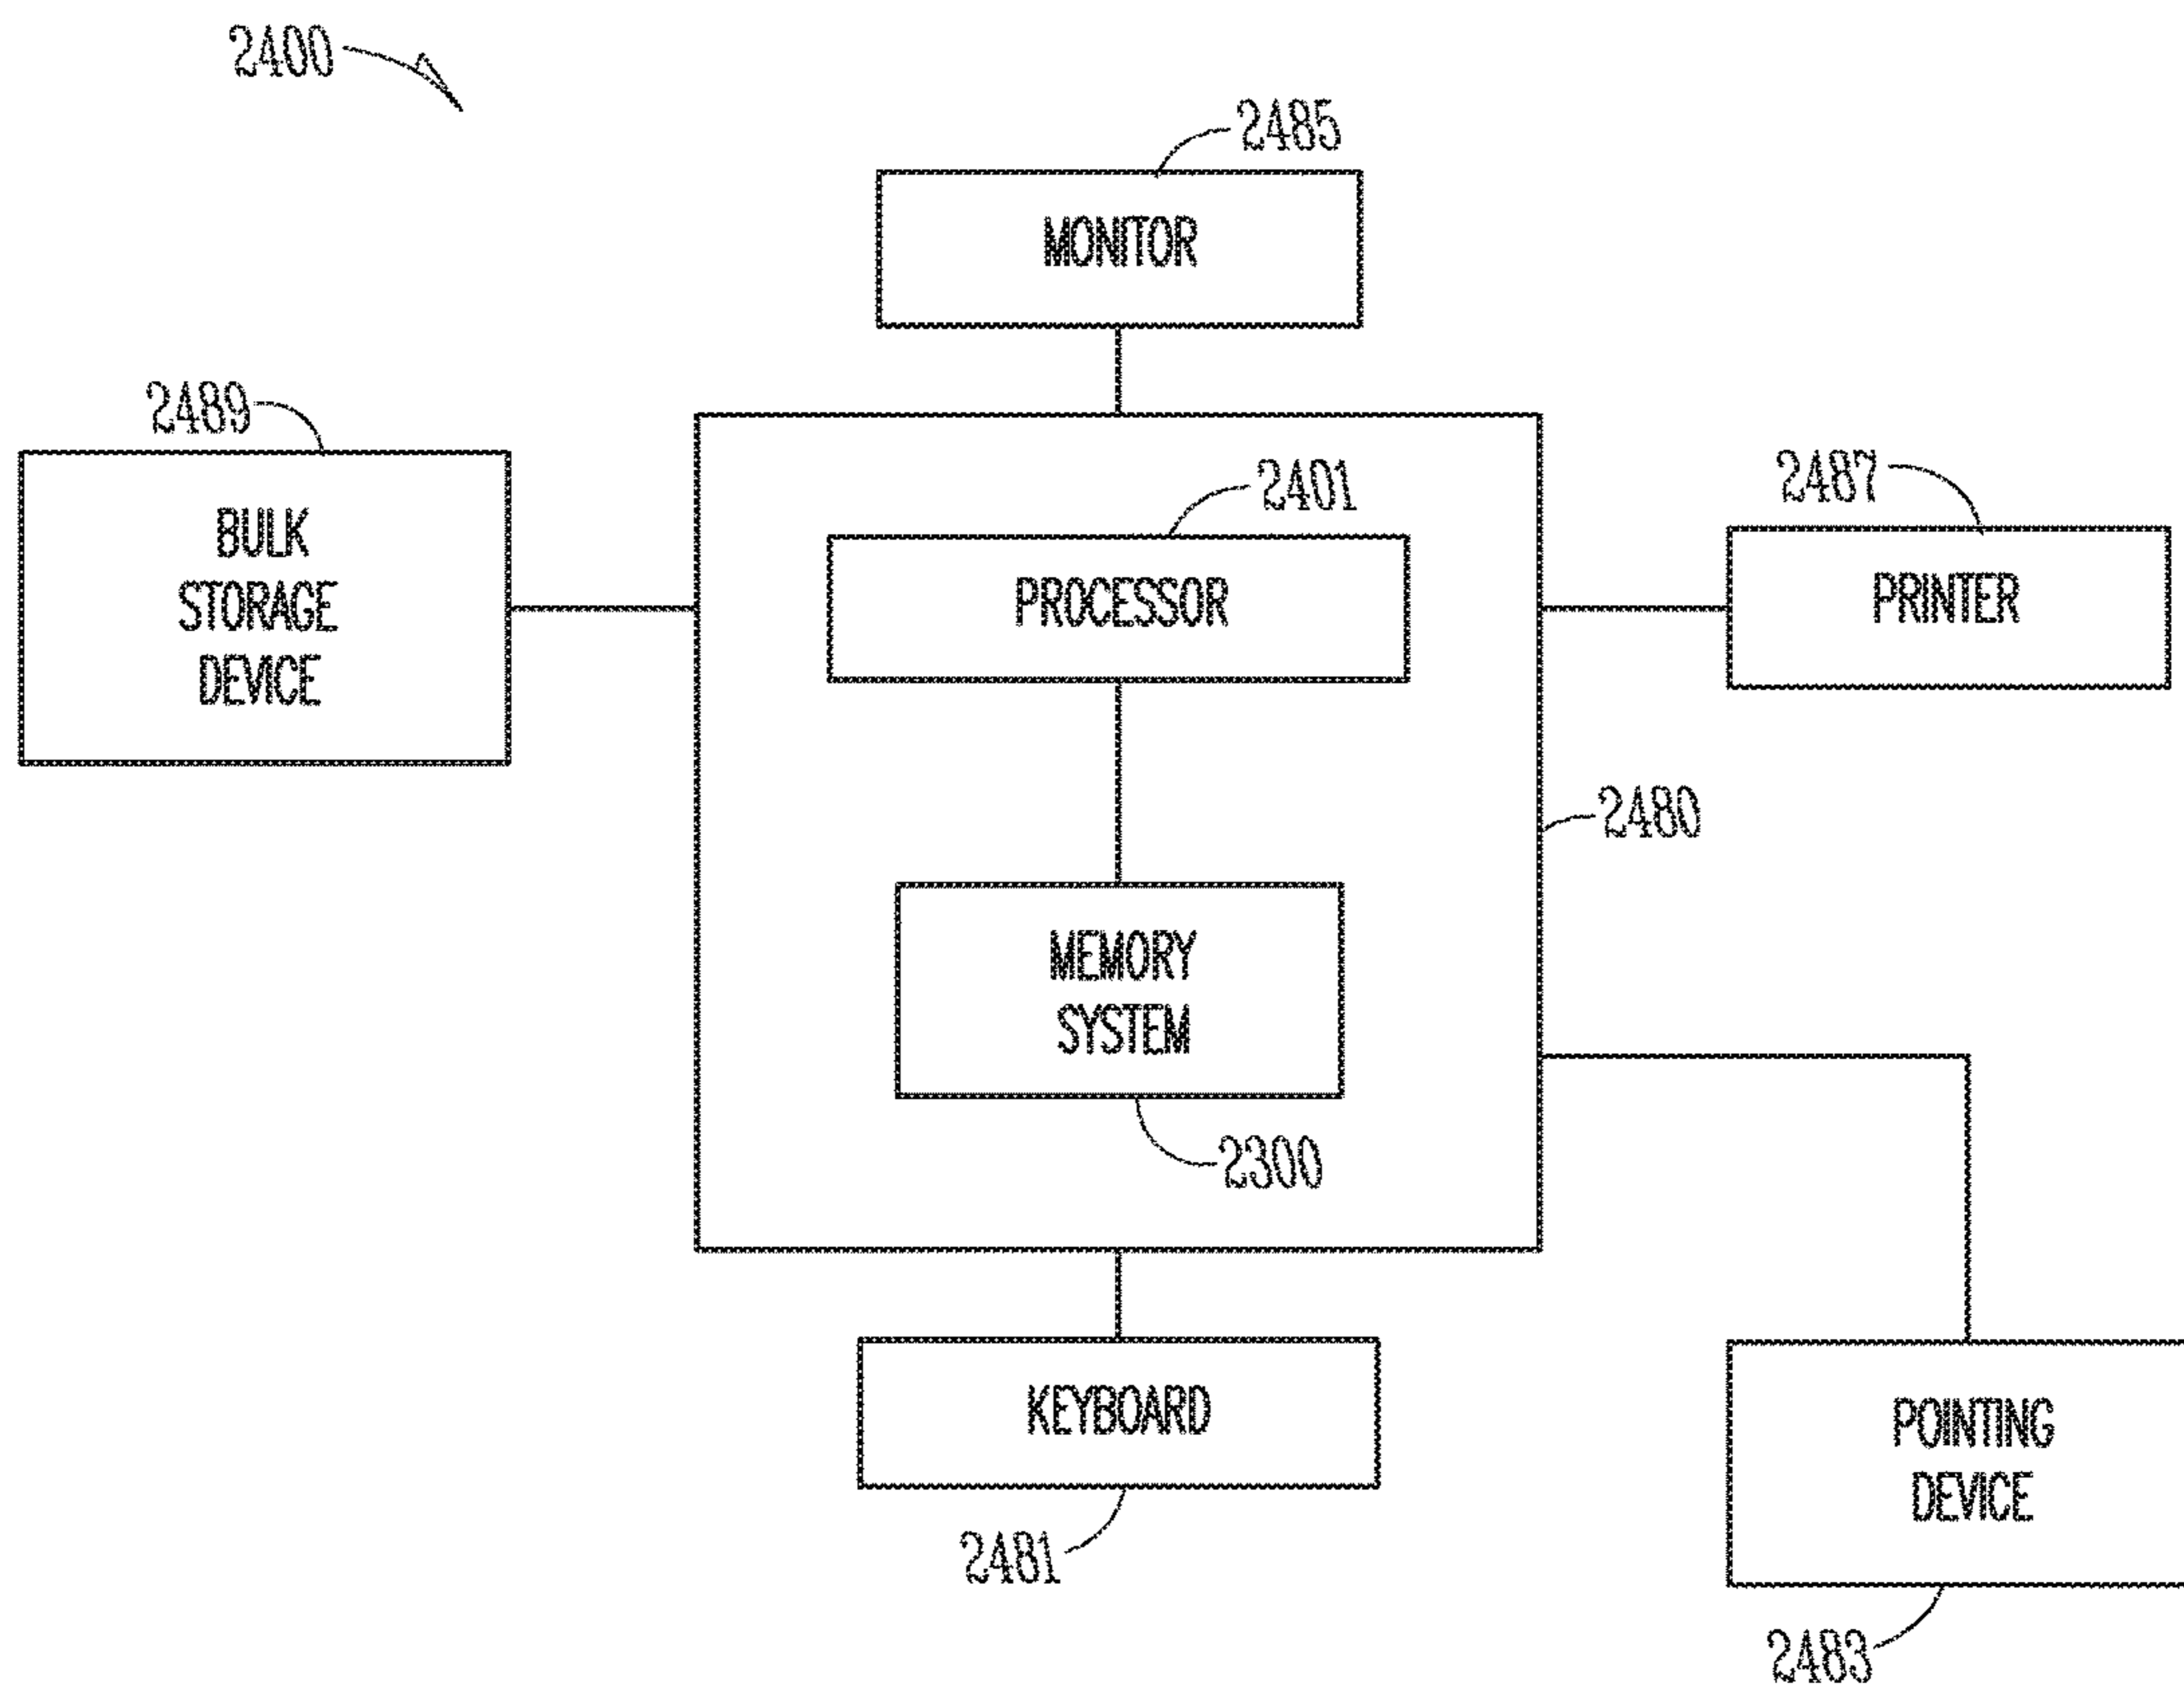 2400
2485
MONITOR
2489
BULK
STORAGE
DEVICE
2401
PROCESSOR
2487
PRINTER
2480
MEMORY
SYSTEM
2300
KEYBOARD
2481
POINTING
DEVICE
2483